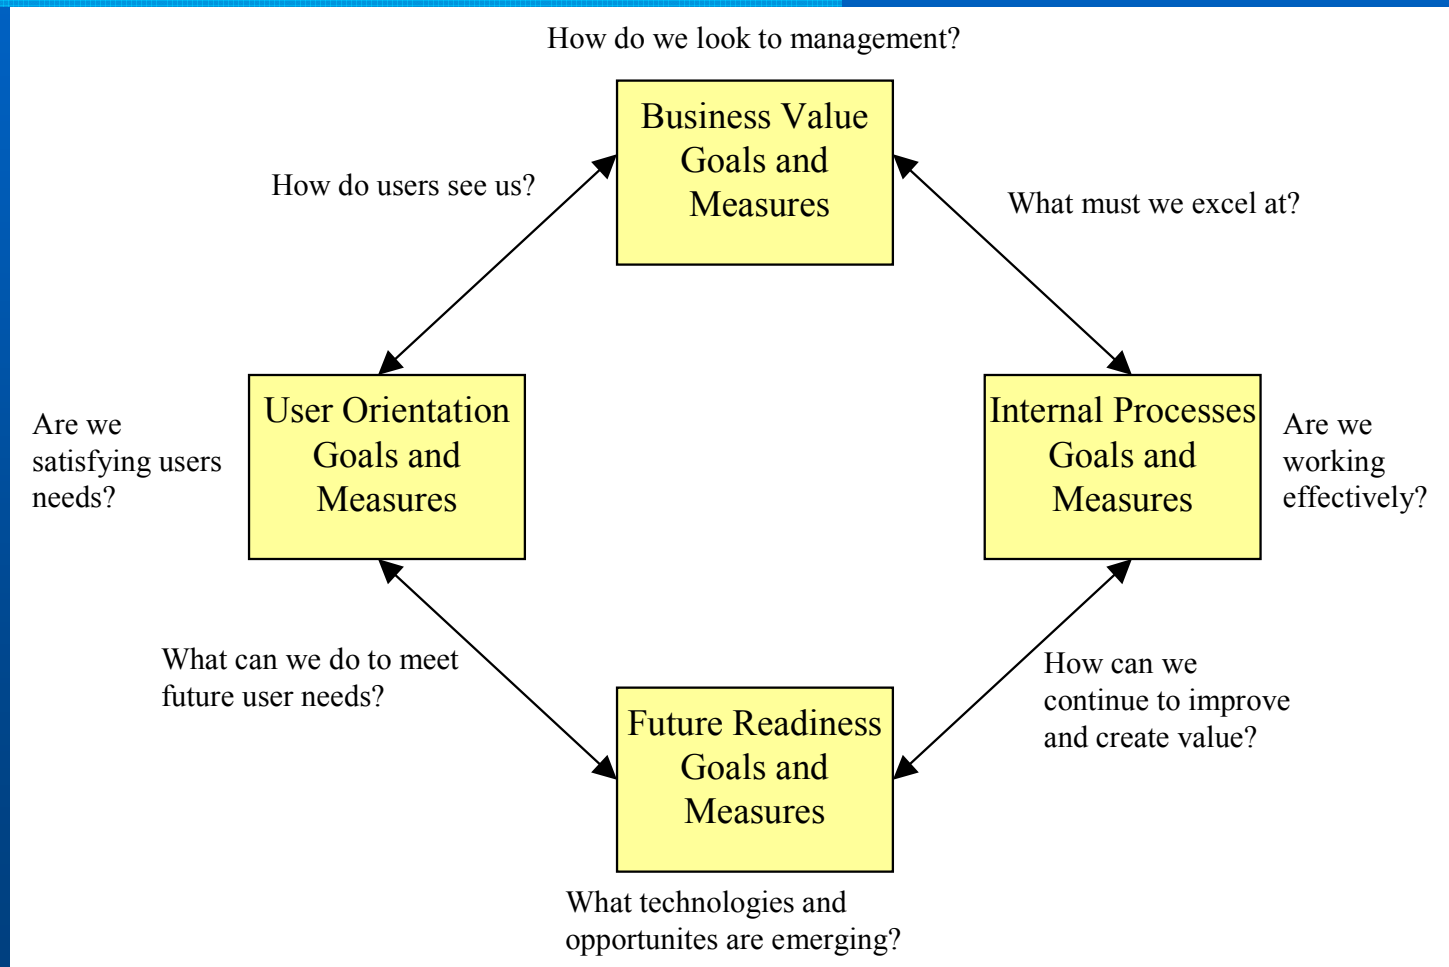 How do we look to management?
Business Value
Goals and
Measures
How do users see us?
What must we excel at?
User Orientation
Goals and
Measures
Internal Processes
Goals and
Measures
Are we
satisfying users
needs?
Are we
working
effectively?
What can we do to meet
future user needs?
How can we
continue to improve
and create value?
Future Readiness
Goals and
Measures
What technologies and
opportunites are emerging?